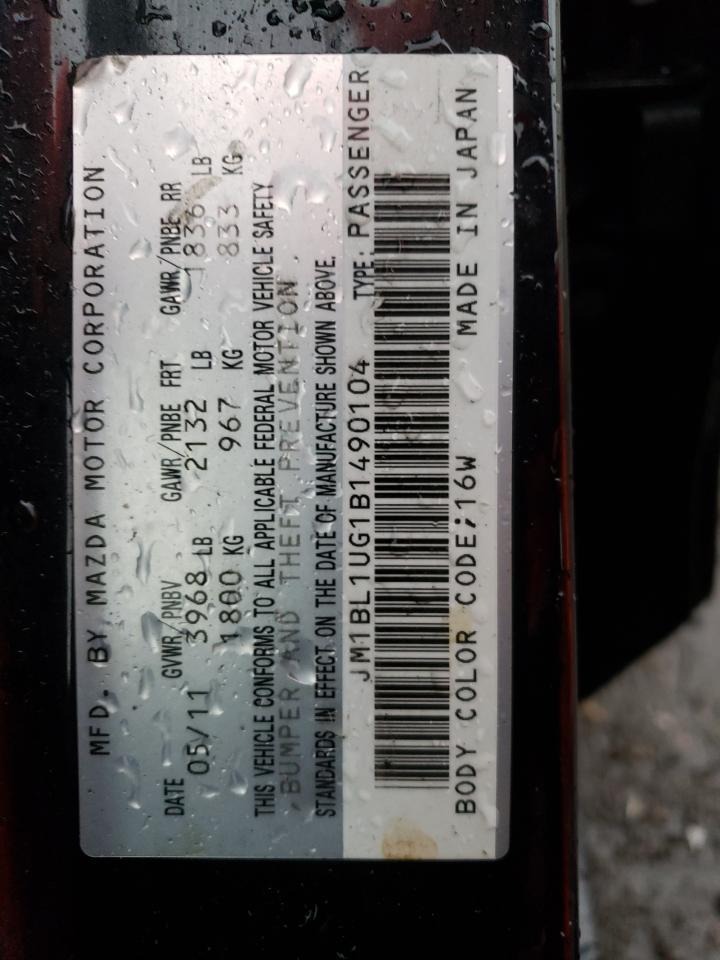 MFD. BY MAZDA MOTOR CORPORATION
DATE GVWR/PNBV GAWR/PNBE FRT GAWR/PNBE RR
05/11 3968 LB 2132 LB 1836 LB
1800 KG 967 KG 833 KG
THIS VEHICLE CONFORMS TO ALL APPLICABLE FEDERAL MOTOR VEHICLE SAFETY
, BUMPER AND THEFT PREVENTION .
STANDARDS IN EFFECT ON THE DATE OF MANUFACTURE SHOWN ABOVE.
JM1BL1UG1B1490104 TYPE: PASSENGER
BODY COLOR CODE;16W MADE IN JAPAN